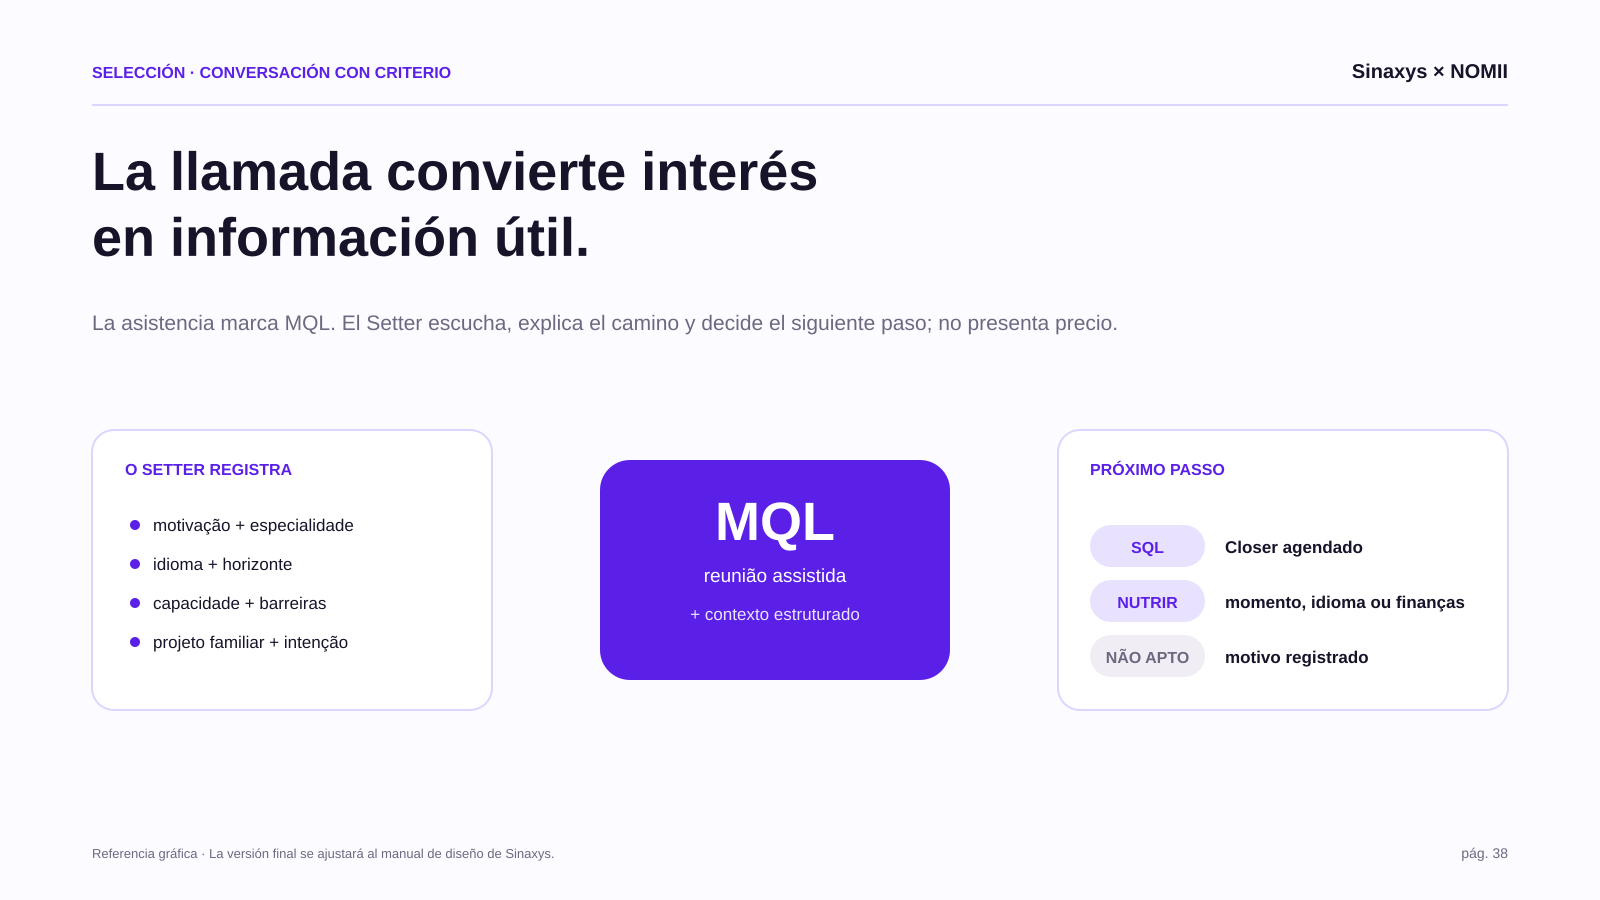 SELECCIÓN · CONVERSACIÓN CON CRITERIO
Sinaxys × NOMII
La llamada convierte interés
en información útil.
La asistencia marca MQL. El Setter escucha, explica el camino y decide el siguiente paso; no presenta precio.
O SETTER REGISTRA
motivação + especialidade
idioma + horizonte
capacidade + barreiras
projeto familiar + intenção
MQL
reunião assistida
+ contexto estruturado
PRÓXIMO PASSO
SQL Closer agendado
NUTRIR momento, idioma ou finanças
NÃO APTO motivo registrado
Referencia gráfica · La versión final se ajustará al manual de diseño de Sinaxys.
pág. 38